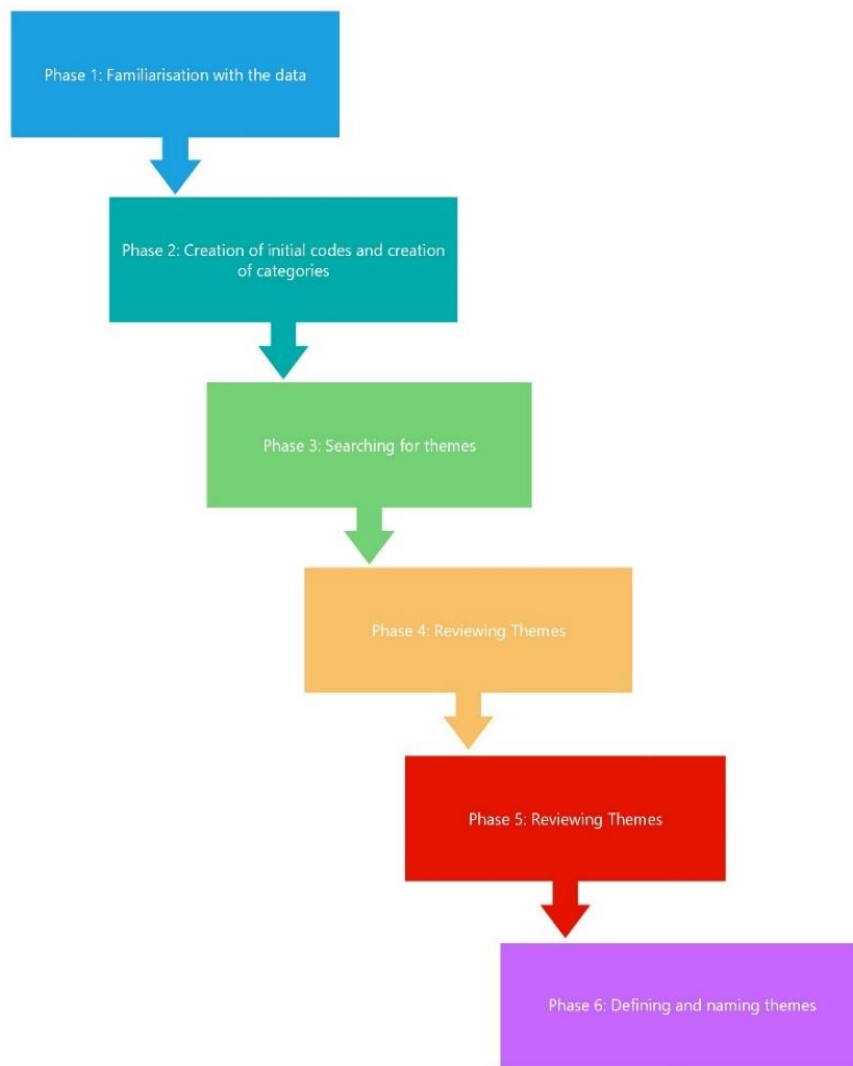 Phase 1: Familiarisation with the data
Phase 2: Creation of initial codes and creation
of categories
Phase 3: Searching for themes
Phase 4: Reviewing Themes
Phase 5: Reviewing Themes
Phase 6: Defining and naming themes